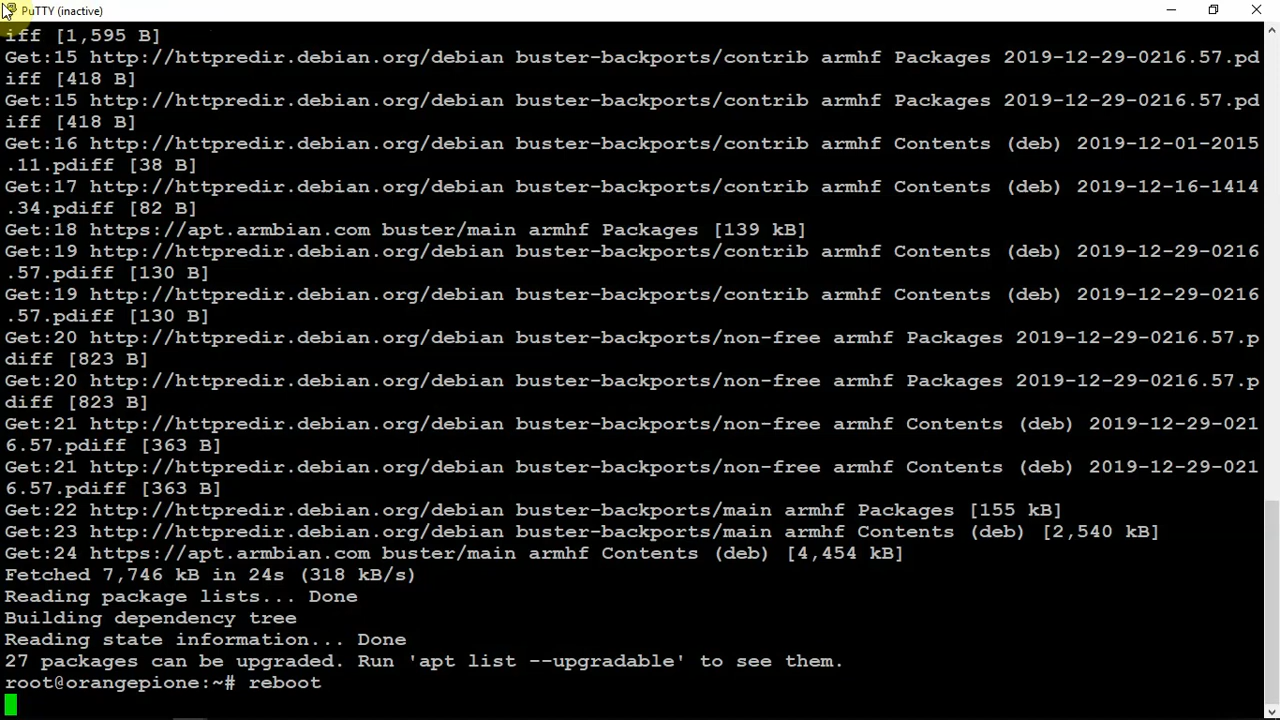 PuTTY (inactive)
iff [1,595 B]
Get:15 http://httpredir.debian.org/debian buster-backports/contrib armhf Packages 2019-12-29-0216.57.pd
iff [418 B]
Get:15 http://httpredir.debian.org/debian buster-backports/contrib armhf Packages 2019-12-29-0216.57.pd
iff [418 B]
Get:16 http://httpredir.debian.org/debian buster-backports/contrib armhf Contents (deb) 2019-12-01-2015
.11.pdiff [38 B]
Get:17 http://httpredir.debian.org/debian buster-backports/contrib armhf Contents (deb) 2019-12-16-1414
.34.pdiff [82 B]
Get:18 https://apt.armbian.com buster/main armhf Packages [139 kB]
Get:19 http://httpredir.debian.org/debian buster-backports/contrib armhf Contents (deb) 2019-12-29-0216
.57.pdiff [130 B]
Get:19 http://httpredir.debian.org/debian buster-backports/contrib armhf Contents (deb) 2019-12-29-0216
.57.pdiff [130 B]
Get:20 http://httpredir.debian.org/debian buster-backports/non-free armhf Packages 2019-12-29-0216.57.p
diff [823 B]
Get:20 http://httpredir.debian.org/debian buster-backports/non-free armhf Packages 2019-12-29-0216.57.p
diff [823 B]
Get:21 http://httpredir.debian.org/debian buster-backports/non-free armhf Contents (deb) 2019-12-29-021
6.57.pdiff [363 B]
Get:21 http://httpredir.debian.org/debian buster-backports/non-free armhf Contents (deb) 2019-12-29-021
6.57.pdiff [363 B]
Get:22 http://httpredir.debian.org/debian buster-backports/main armhf Packages [155 kB]
Get:23 http://httpredir.debian.org/debian buster-backports/main armhf Contents (deb) [2,540 kB]
Get:24 https://apt.armbian.com buster/main armhf Contents (deb) [4,454 kB]
Fetched 7,746 kB in 24s (318 kB/s)
Reading package lists... Done
Building dependency tree
Reading state information... Done
27 packages can be upgraded. Run 'apt list --upgradable' to see them.
root@orangepione:~# reboot